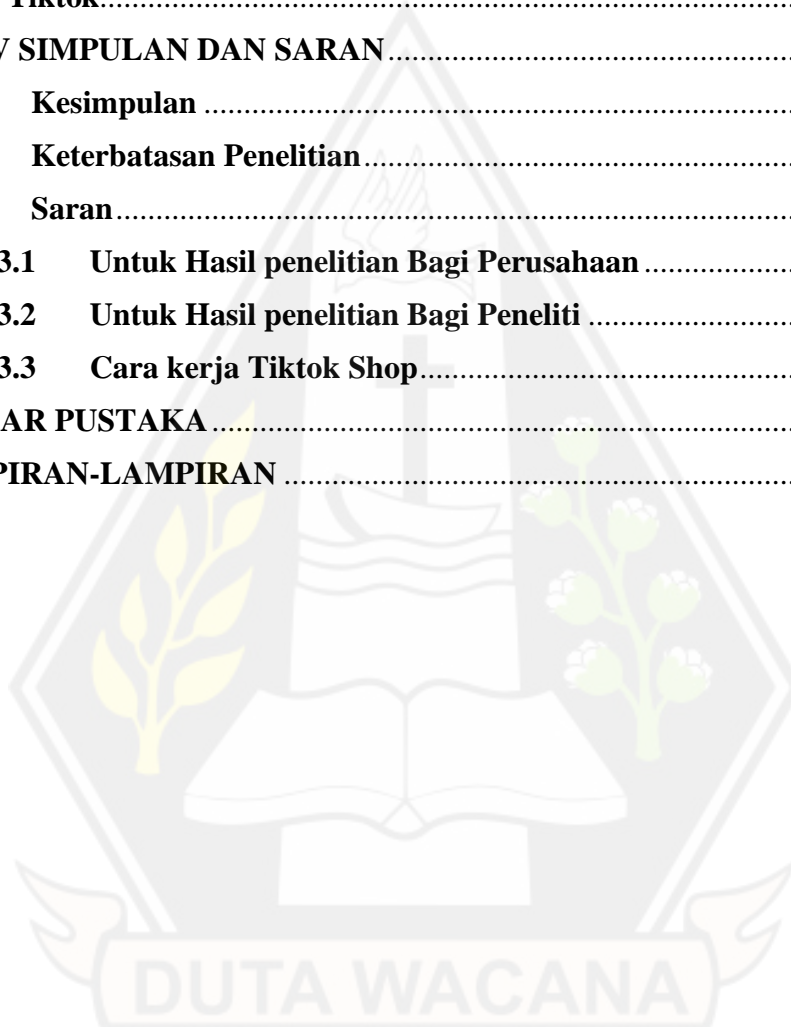 Tiktok................................................................
V SIMPULAN DAN SARAN................................................................
Kesimpulan ................................................................
Keterbatasan Penelitian................................................................
Saran................................................................
3.1 Untuk Hasil penelitian Bagi Perusahaan ................................................................
3.2 Untuk Hasil penelitian Bagi Peneliti ................................................................
3.3 Cara kerja Tiktok Shop................................................................
AR PUSTAKA ................................................................
PIRAN-LAMPIRAN ................................................................
DUTA WACANA